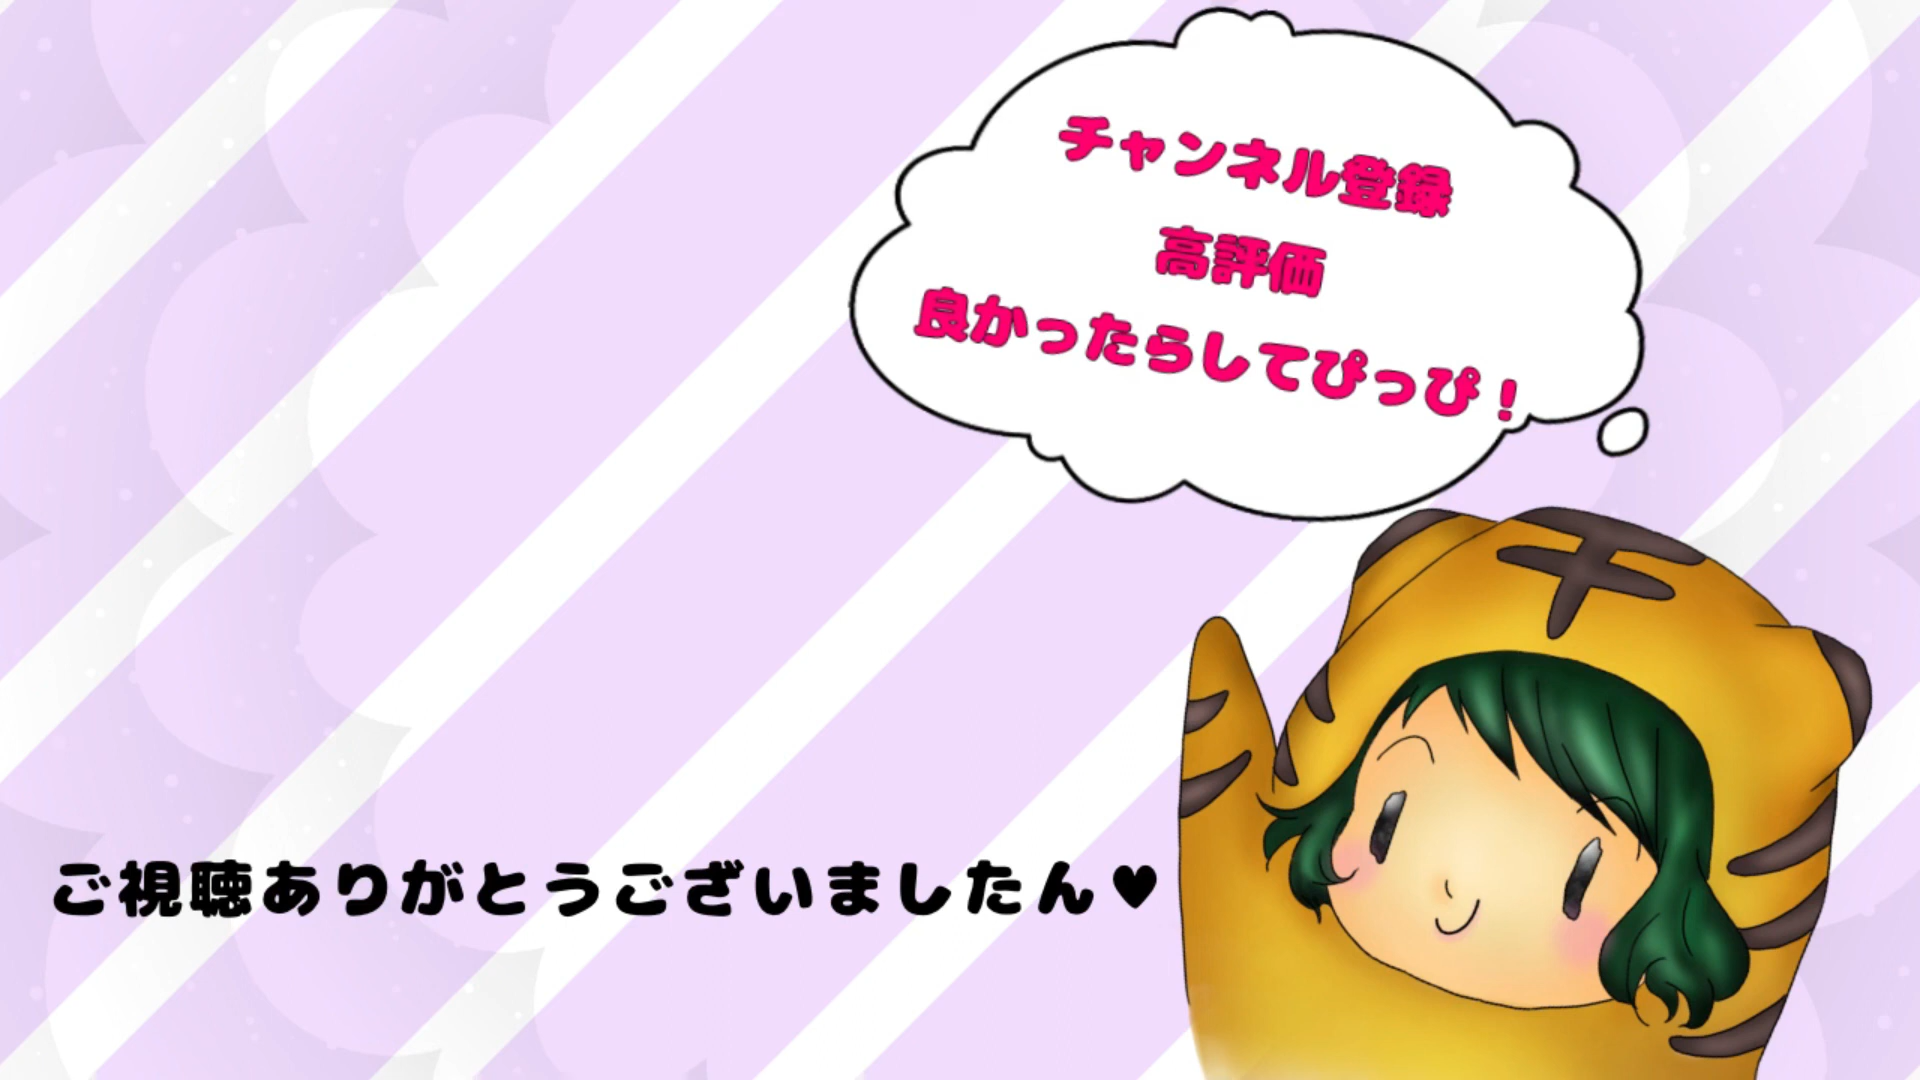 チャンネル登録
高評価
良かったらしてぴっぴ！
ご視聴ありがとうございましたん♥